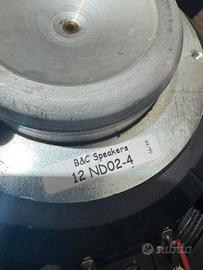 B&C Speakers
12 ND02-4
subito